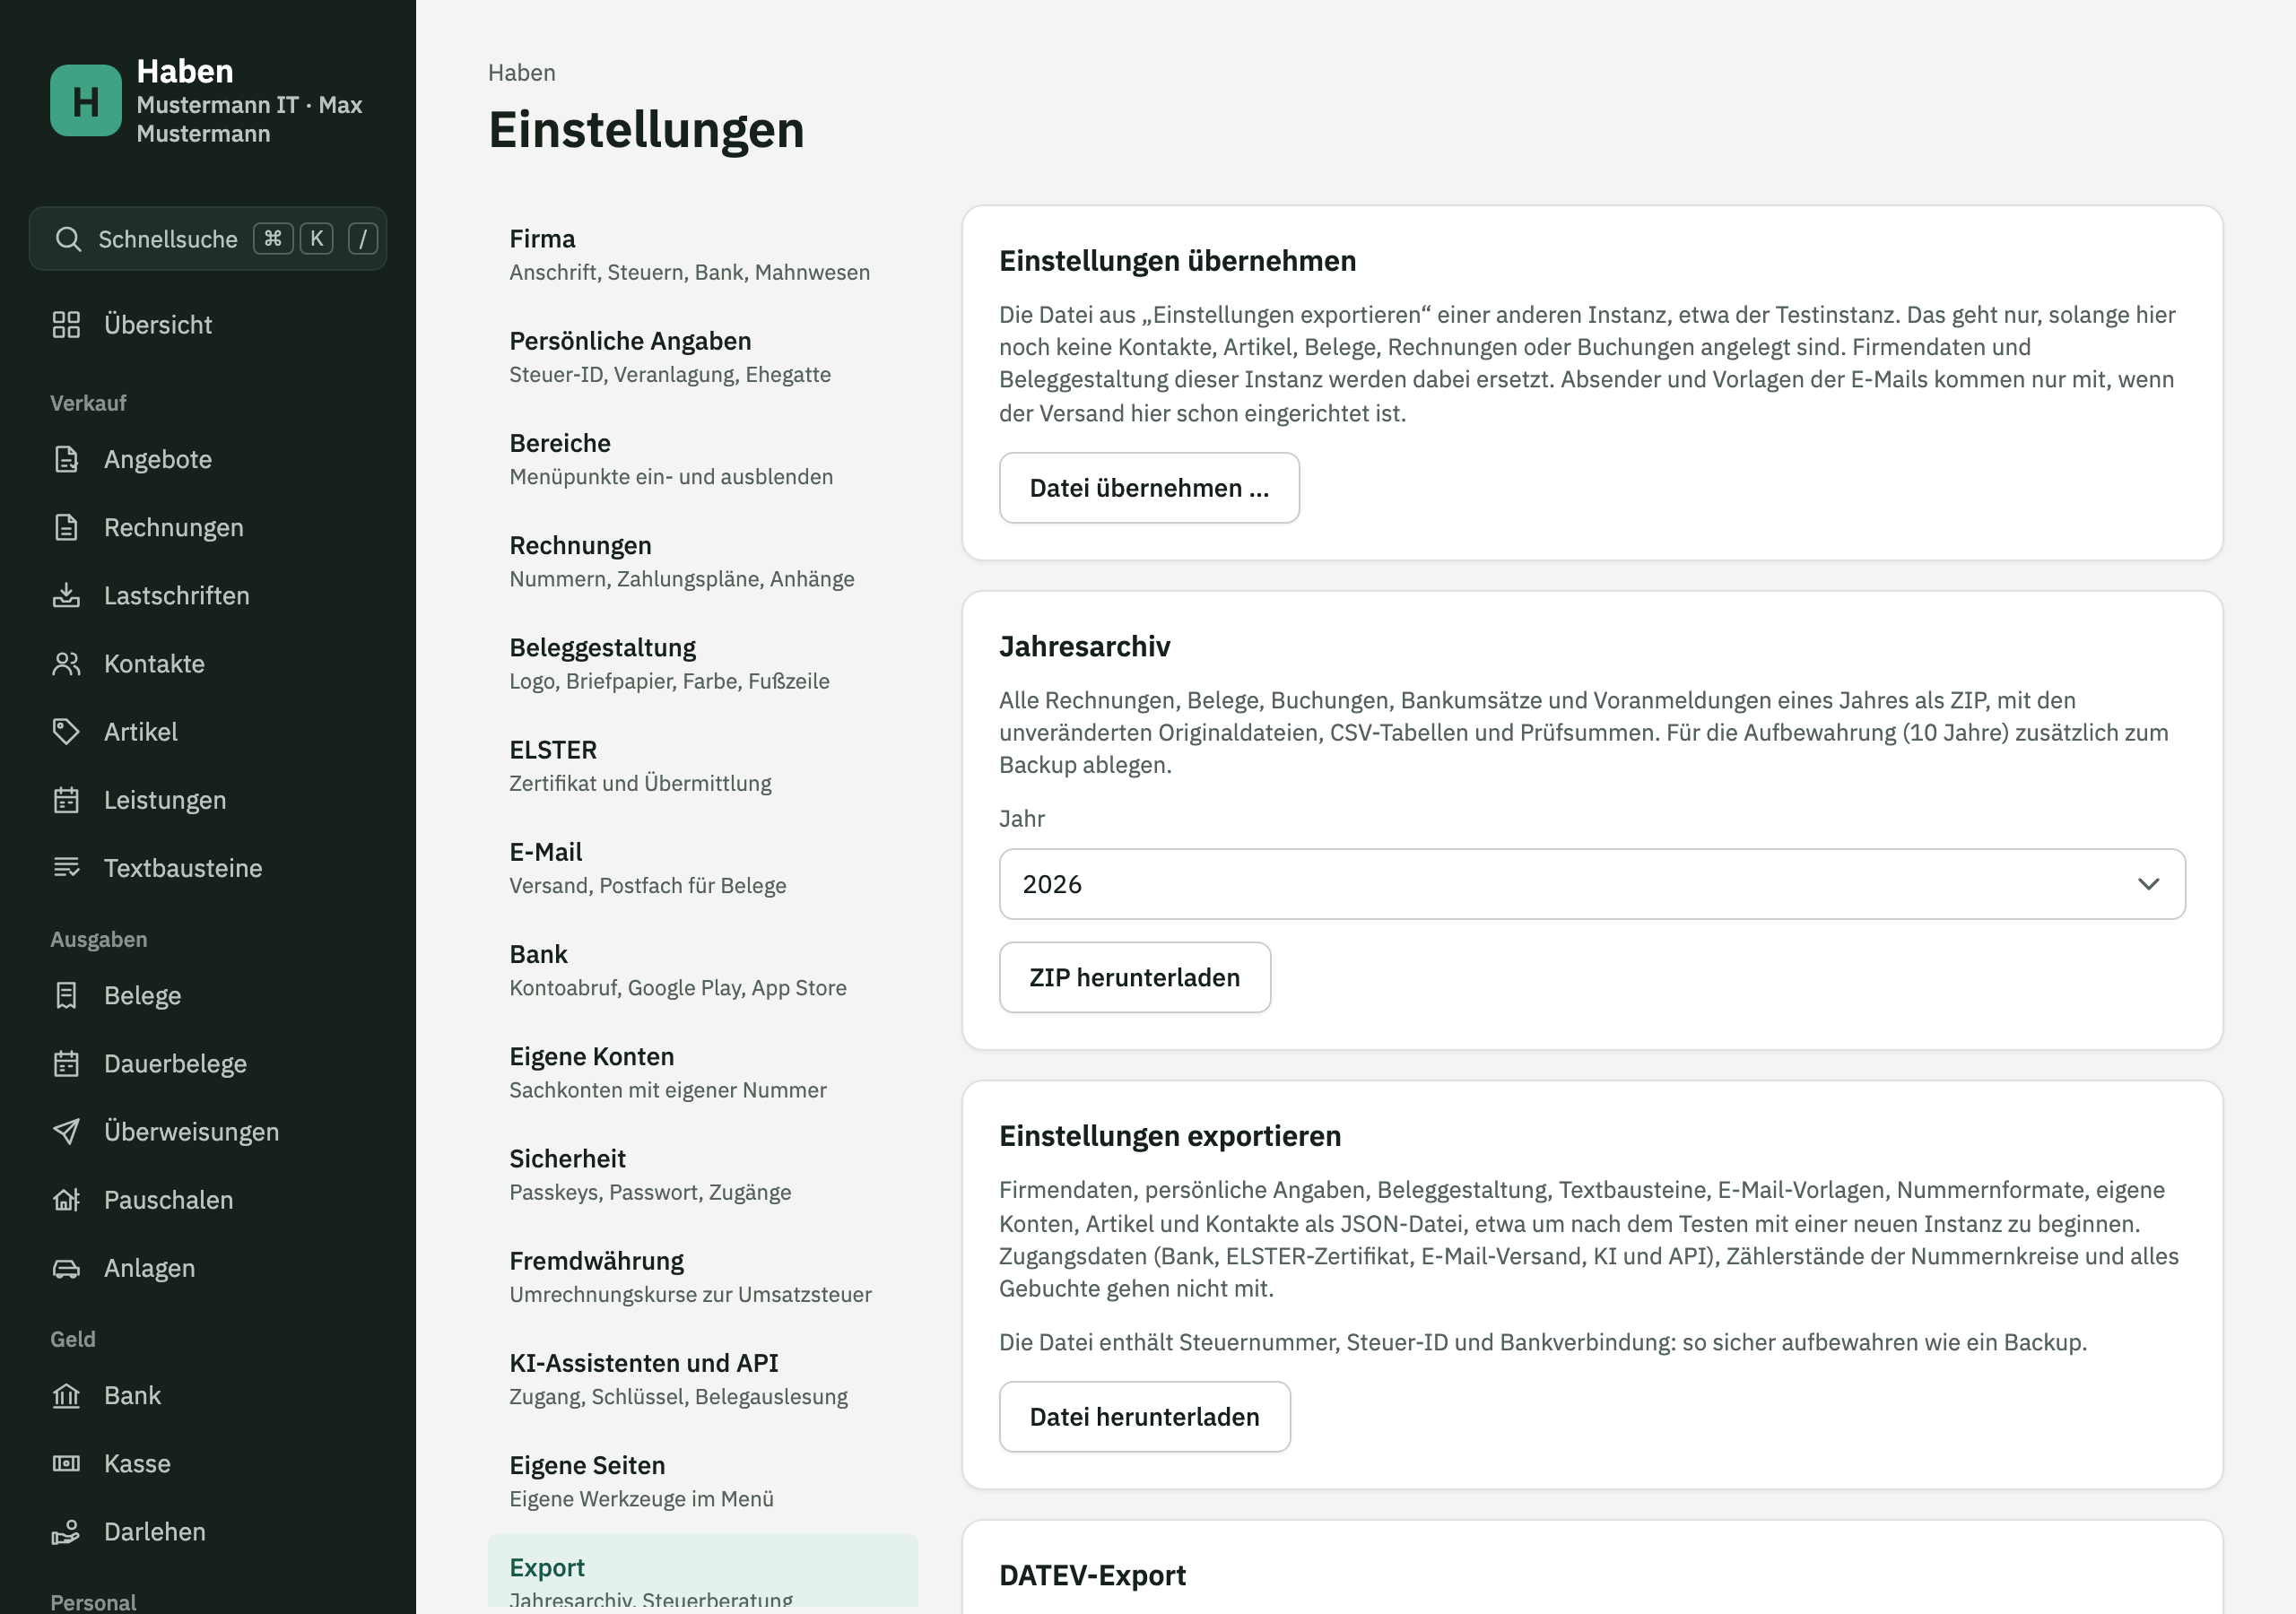 H
Haben
Mustermann IT · Max
Mustermann
Schnellsuche ⌘ K /
Übersicht
Verkauf
Angebote
Rechnungen
Lastschriften
Kontakte
Artikel
Leistungen
Textbausteine
Ausgaben
Belege
Dauerbelege
Überweisungen
Pauschalen
Anlagen
Geld
Bank
Kasse
Darlehen
Personal
Haben
Einstellungen
Firma
Anschrift, Steuern, Bank, Mahnwesen
Persönliche Angaben
Steuer-ID, Veranlagung, Ehegatte
Bereiche
Menüpunkte ein- und ausblenden
Rechnungen
Nummern, Zahlungspläne, Anhänge
Beleggestaltung
Logo, Briefpapier, Farbe, Fußzeile
ELSTER
Zertifikat und Übermittlung
E-Mail
Versand, Postfach für Belege
Bank
Kontoabruf, Google Play, App Store
Eigene Konten
Sachkonten mit eigener Nummer
Sicherheit
Passkeys, Passwort, Zugänge
Fremdwährung
Umrechnungskurse zur Umsatzsteuer
KI-Assistenten und API
Zugang, Schlüssel, Belegauslesung
Eigene Seiten
Eigene Werkzeuge im Menü
Export
Jahresarchiv, Steuerberatung
Einstellungen übernehmen
Die Datei aus „Einstellungen exportieren“ einer anderen Instanz, etwa der Testinstanz. Das geht nur, solange hier
noch keine Kontakte, Artikel, Belege, Rechnungen oder Buchungen angelegt sind. Firmendaten und
Beleggestaltung dieser Instanz werden dabei ersetzt. Absender und Vorlagen der E-Mails kommen nur mit, wenn
der Versand hier schon eingerichtet ist.
Datei übernehmen ...
Jahresarchiv
Alle Rechnungen, Belege, Buchungen, Bankumsätze und Voranmeldungen eines Jahres als ZIP, mit den
unveränderten Originaldateien, CSV-Tabellen und Prüfsummen. Für die Aufbewahrung (10 Jahre) zusätzlich zum
Backup ablegen.
Jahr
2026
ZIP herunterladen
Einstellungen exportieren
Firmendaten, persönliche Angaben, Beleggestaltung, Textbausteine, E-Mail-Vorlagen, Nummernformate, eigene
Konten, Artikel und Kontakte als JSON-Datei, etwa um nach dem Testen mit einer neuen Instanz zu beginnen.
Zugangsdaten (Bank, ELSTER-Zertifikat, E-Mail-Versand, KI und API), Zählerstände der Nummernkreise und alles
Gebuchte gehen nicht mit.
Die Datei enthält Steuernummer, Steuer-ID und Bankverbindung: so sicher aufbewahren wie ein Backup.
Datei herunterladen
DATEV-Export